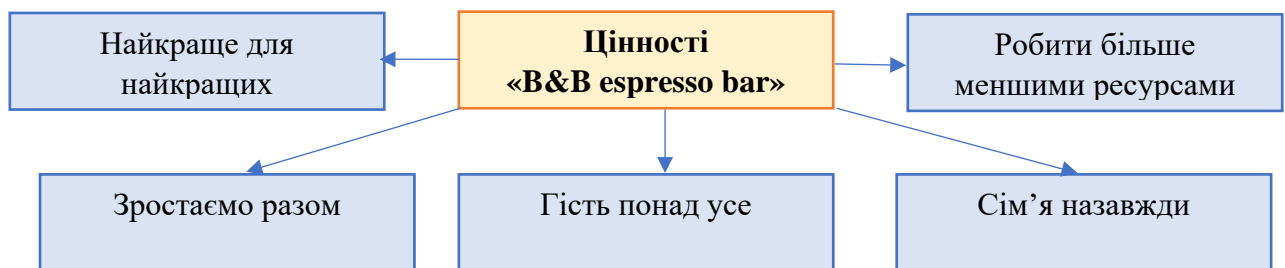 Найкраще для
найкращих
Цінності
«B&B espresso bar»
Робити більше
меншими ресурсами
Зростаємо разом
Гість понад усе
Сім’я назавжди